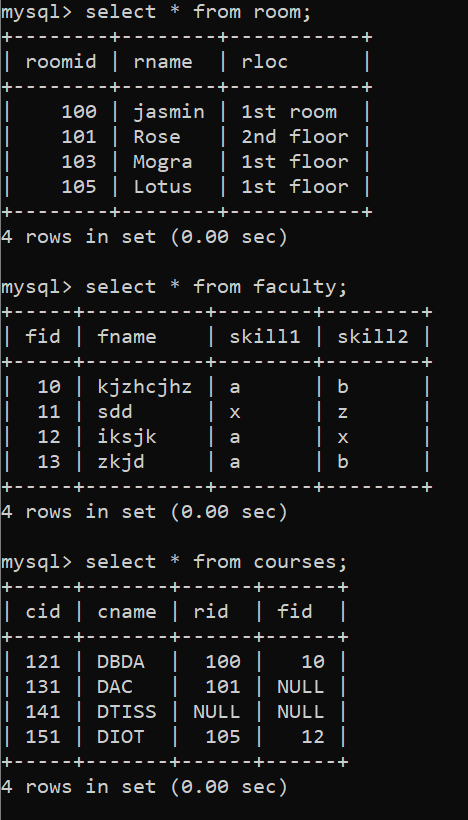 mysql> select * from room;
+--------+--------+-----------+
| roomid | rname  | rloc      |
+--------+--------+-----------+
|    100 | jasmin | 1st room  |
|    101 | Rose   | 2nd floor |
|    103 | Mogra  | 1st floor |
|    105 | Lotus  | 1st floor |
+--------+--------+-----------+
4 rows in set (0.00 sec)

mysql> select * from faculty;
+-----+----------+--------+--------+
| fid | fname    | skill1 | skill2 |
+-----+----------+--------+--------+
|  10 | kjzhcjhz | a      | b      |
|  11 | sdd      | x      | z      |
|  12 | iksjk    | a      | x      |
|  13 | zkjd     | a      | b      |
+-----+----------+--------+--------+
4 rows in set (0.00 sec)

mysql> select * from courses;
+-----+-------+------+------+
| cid | cname | rid  | fid  |
+-----+-------+------+------+
| 121 | DBDA  |  100 |   10 |
| 131 | DAC   |  101 | NULL |
| 141 | DTISS | NULL | NULL |
| 151 | DIOT  |  105 |   12 |
+-----+-------+------+------+
4 rows in set (0.00 sec)